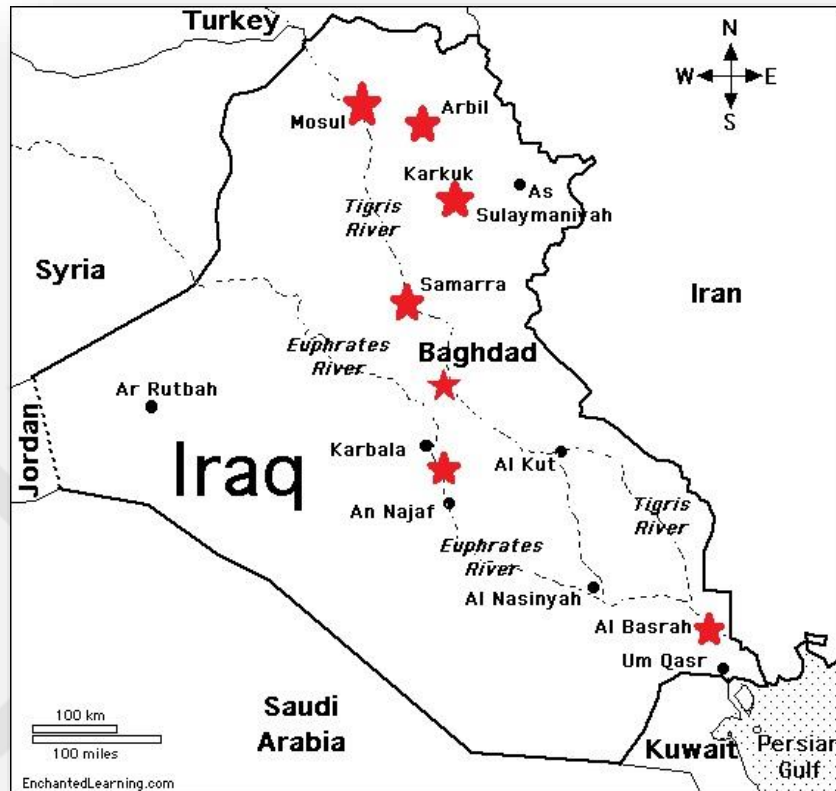 Turkey
N
W
E
S
Mosul
Arbil
Karkuk
As
Sulaymaniyah
Tigris
River
Syria
Samarra
Iran
Euphrates
River
Baghdad
Ar Rutbah
Jordan
Iraq
Karbala
Al Kut
An Najaf
Tigris
River
Euphrates
River
Al Nasinyah
Al Basrah
Um Qasr
100 km
100 miles
Saudi
Arabia
Kuwait
Persian
Gulf
EnchantedLearning.com